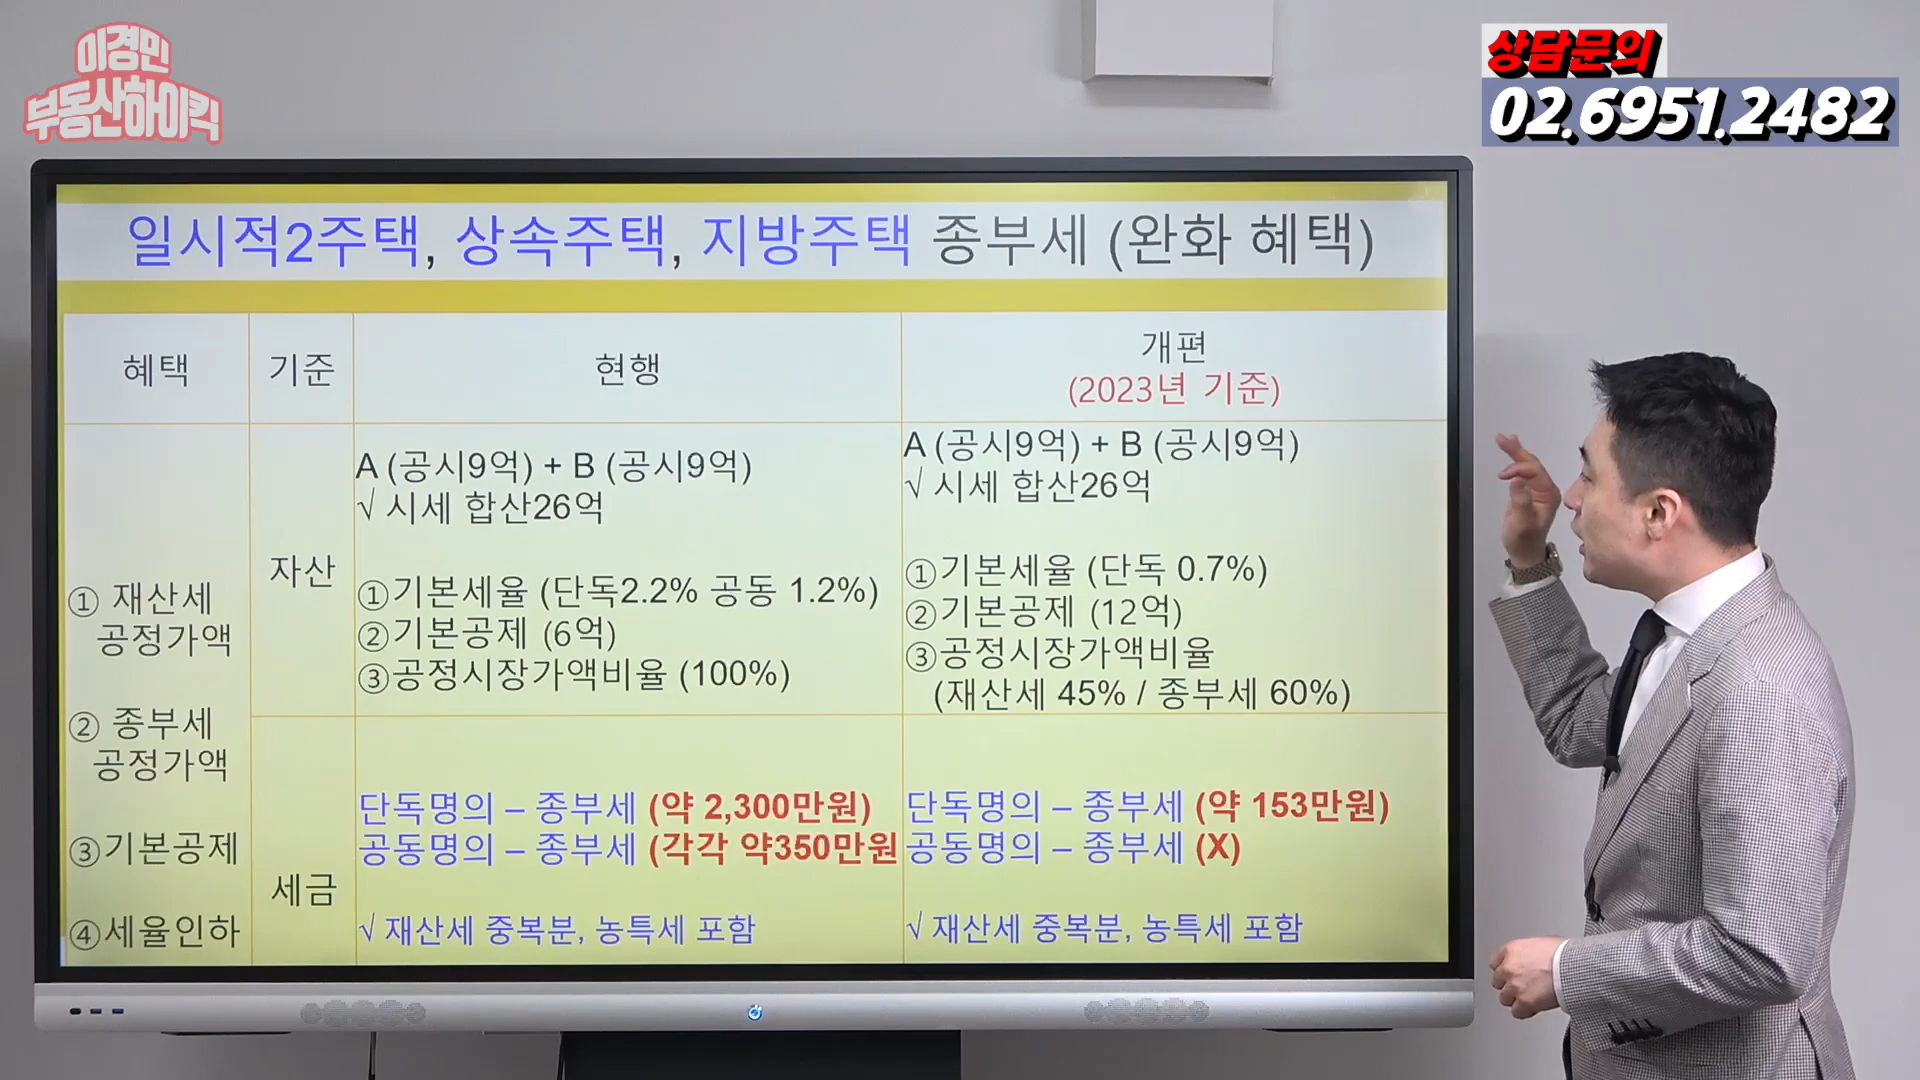 이경민
부동산하이킥
상담문의
02.6951.2482
일시적2주택, 상속주택, 지방주택 종부세 (완화 혜택)
혜택
기준
현행
개편
(2023년 기준)
① 재산세
공정가액
② 종부세
공정가액
③기본공제
④세율인하
자산
A (공시9억) + B (공시9억)
√ 시세 합산26억
①기본세율 (단독2.2% 공동 1.2%)
②기본공제 (6억)
③공정시장가액비율 (100%)
A (공시9억) + B (공시9억)
√ 시세 합산26억
①기본세율 (단독 0.7%)
②기본공제 (12억)
③공정시장가액비율
(재산세 45% / 종부세 60%)
세금
단독명의 – 종부세 (약 2,300만원)
공동명의 – 종부세 (각각 약350만원
√ 재산세 중복분, 농특세 포함
단독명의 – 종부세 (약 153만원)
공동명의 – 종부세 (X)
√ 재산세 중복분, 농특세 포함